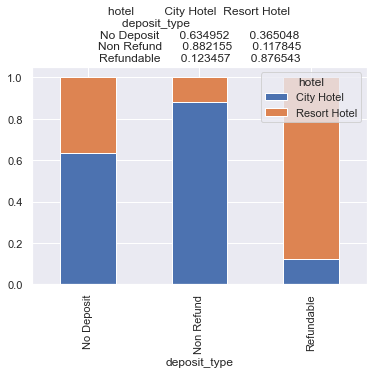 hotel City Hotel Resort Hotel
deposit_type
No Deposit 0.634952 0.365048
Non Refund 0.882155 0.117845
Refundable 0.123457 0.876543
1.0
0.8
0.6
0.4
0.2
0.0
hotel
City Hotel
Resort Hotel
No Deposit
Non Refund
Refundable
deposit_type